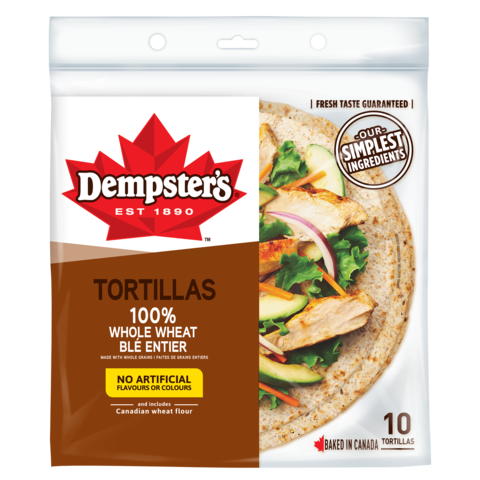 FRESH TASTE GUARANTEED
-OUR-
SIMPLEST
INGREDIENTS
Dempster's®
EST 1890
™
TORTILLAS
100%
WHOLE WHEAT
BLÉ ENTIER
MADE WITH WHOLE GRAINS | FAITES DE GRAINS ENTIERS
NO ARTIFICIAL
FLAVOURS OR COLOURS
and includes
Canadian wheat flour
BAKED IN CANADA
10
TORTILLAS